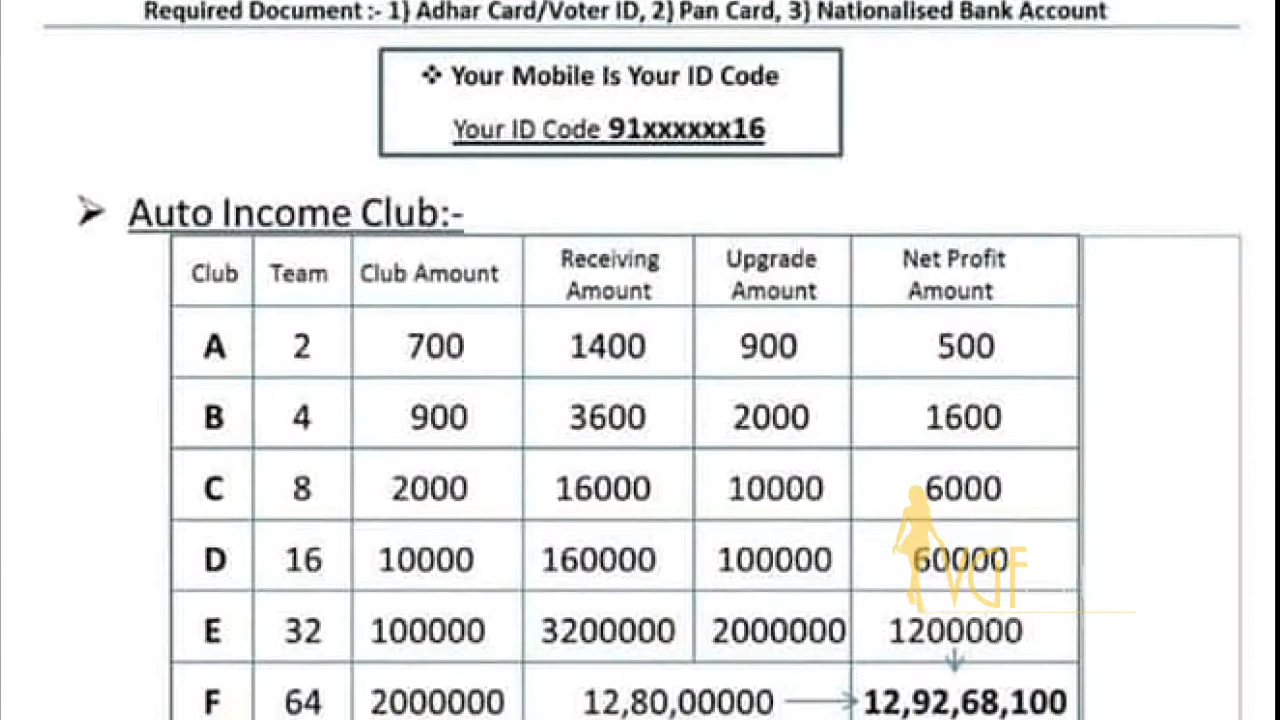 Required Document :- 1) Adhar Card/Voter ID, 2) Pan Card, 3) Nationalised Bank Account
❖ Your Mobile Is Your ID Code
Your ID Code 91xxxxxx16
➤ Auto Income Club:-
Club Team Club Amount Receiving Amount Upgrade Amount Net Profit Amount
A 2 700 1400 900 500
B 4 900 3600 2000 1600
C 8 2000 16000 10000 6000
D 16 10000 160000 100000 60000
E 32 100000 3200000 2000000 1200000
F 64 2000000 12,80,00000 12,92,68,100
VGF